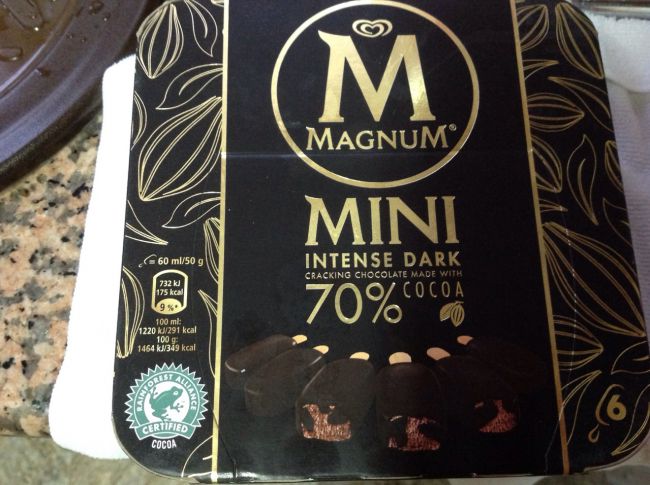 M
MAGNUM®
MINI
INTENSE DARK
CRACKING CHOCOLATE MADE WITH
70% COCOA
= 60 ml/50 g
732 kJ
175 kcal
9 %*
100 ml:
1220 kJ/291 kcal
100 g:
1464 kJ/349 kcal
RAINFOREST ALLIANCE
CERTIFIED
COCOA
6